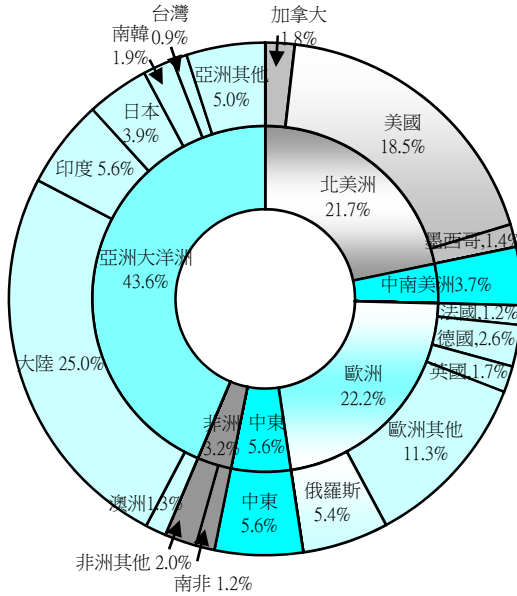 台灣
0.9%
南韓
1.9%
加拿大
1.8%
亞洲其他
5.0%
日本
3.9%
美國
18.5%
印度 5.6%
北美洲
21.7%
墨西哥,1.4%
亞洲大洋洲
43.6%
中南美洲3.7%
法國,1.2%
德國,2.6%
大陸 25.0%
歐洲
22.2%
英國,1.7%
非洲
3.2%
中東
5.6%
歐洲其他
11.3%
澳洲1.3%
中東
5.6%
俄羅斯
5.4%
非洲其他 2.0%
南非 1.2%